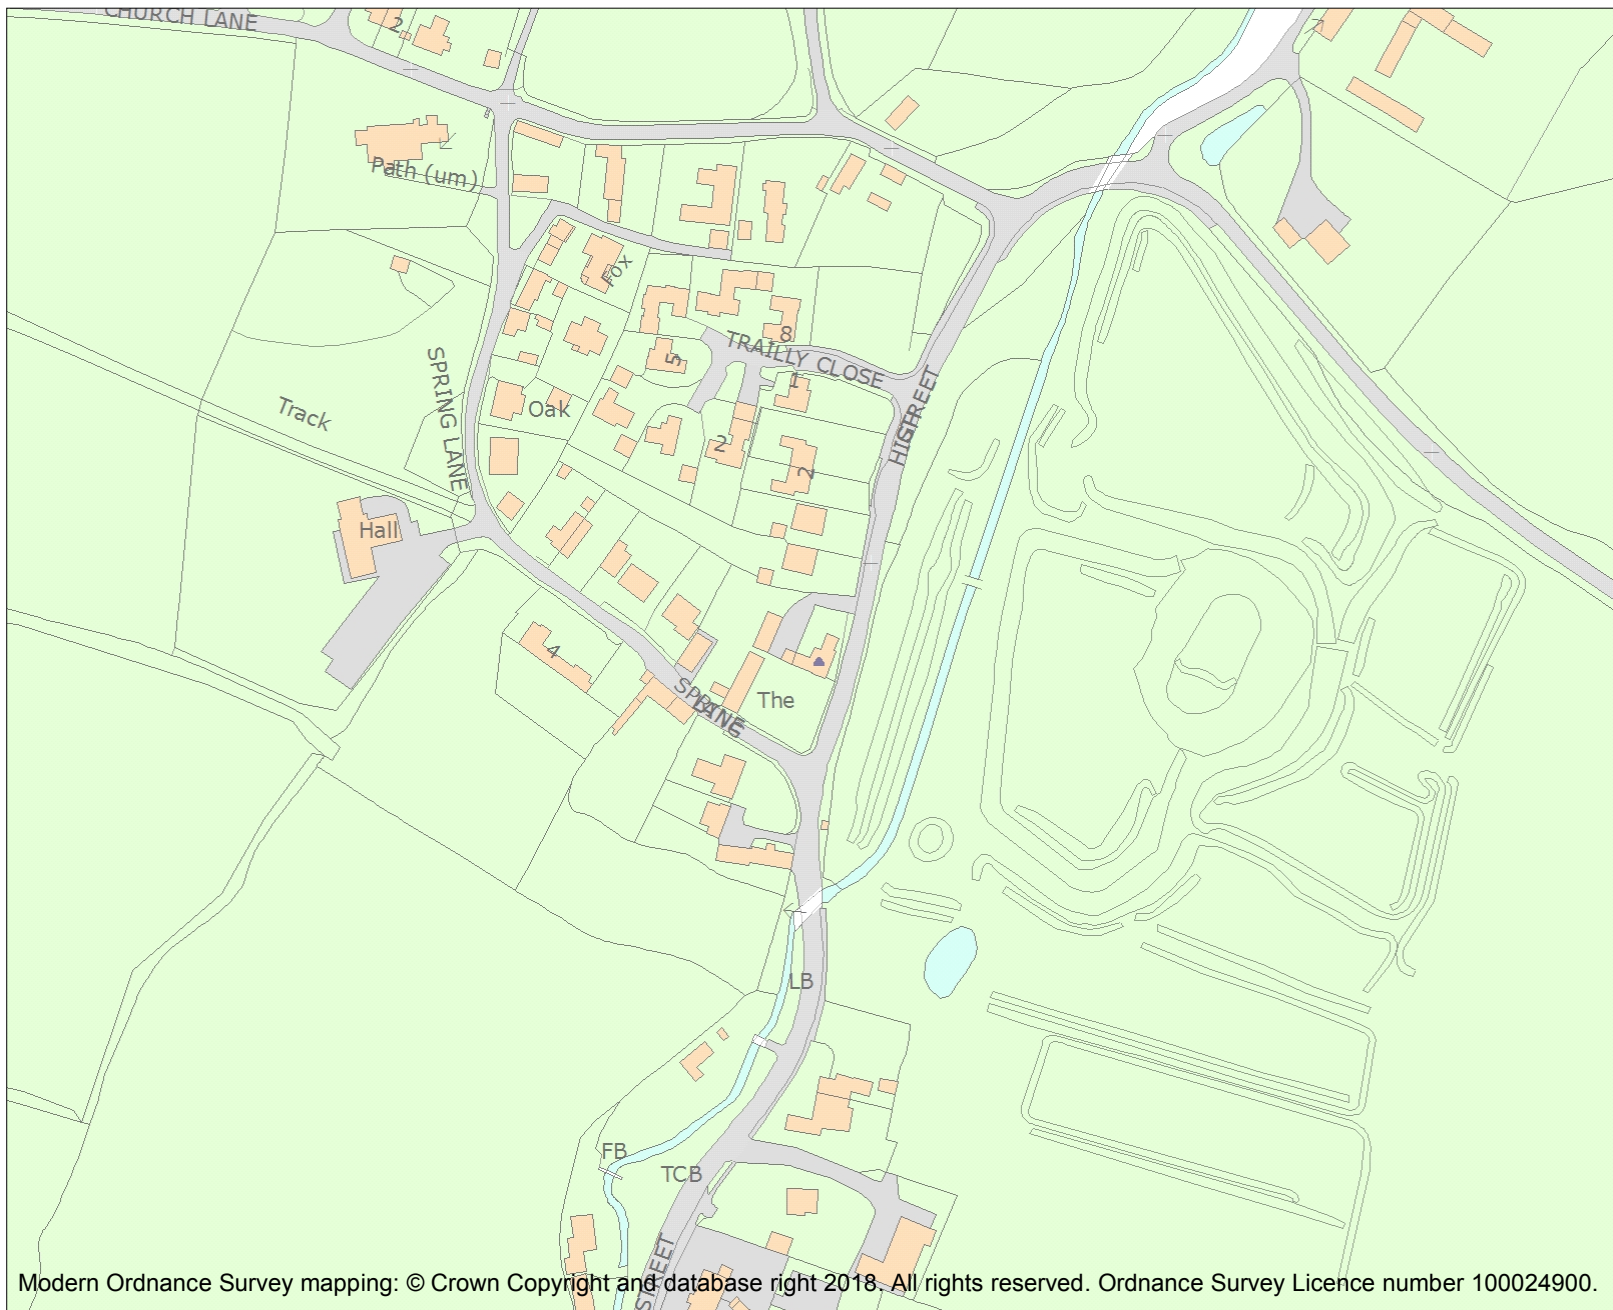 CHURCH LANE
2
Path (um)
Fox
TRAILLY CLOSE
8
5
1
SPRING LANE
Track
Oak
HIGH
STREET
2
2
Hall
4
SPRING
LANE
The
LB
FB
TCB
STREET
Modern Ordnance Survey mapping: © Crown Copyright and database right 2018. All rights reserved. Ordnance Survey Licence number 100024900.